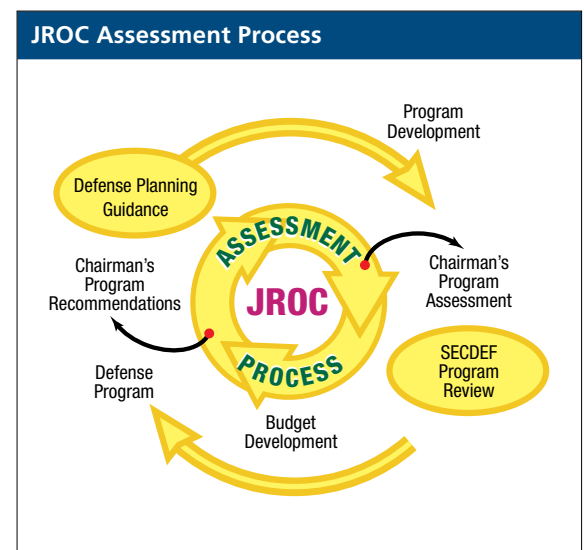 JROC Assessment Process
Program
Development
Defense Planning
Guidance
ASSESSMENT
Chairman's
Program
Recommendations
JROC
Chairman's
Program
Assessment
PROCESS
SECDEF
Program
Review
Defense
Program
Budget
Development